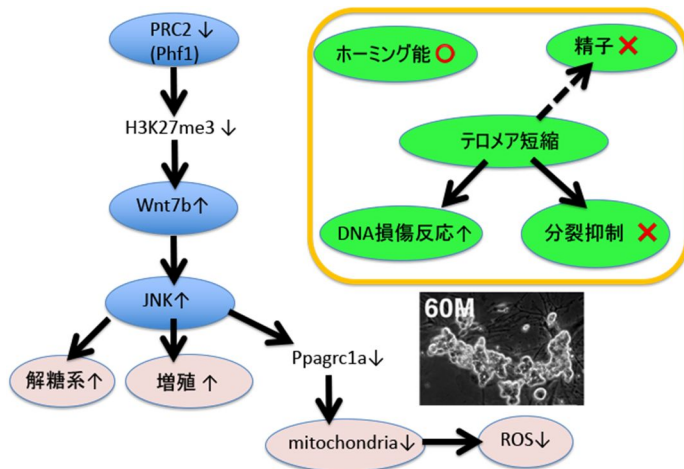 PRC2 ↓
(Phf1)
H3K27me3 ↓
Wnt7b↑
JNK↑
解糖系↑
増殖 ↑
Ppagrc1a↓
mitochondria↓
ROS↓
ホーミング能 ○
精子 ×
テロメア短縮
DNA損傷反応↑
分裂抑制 ×
60M